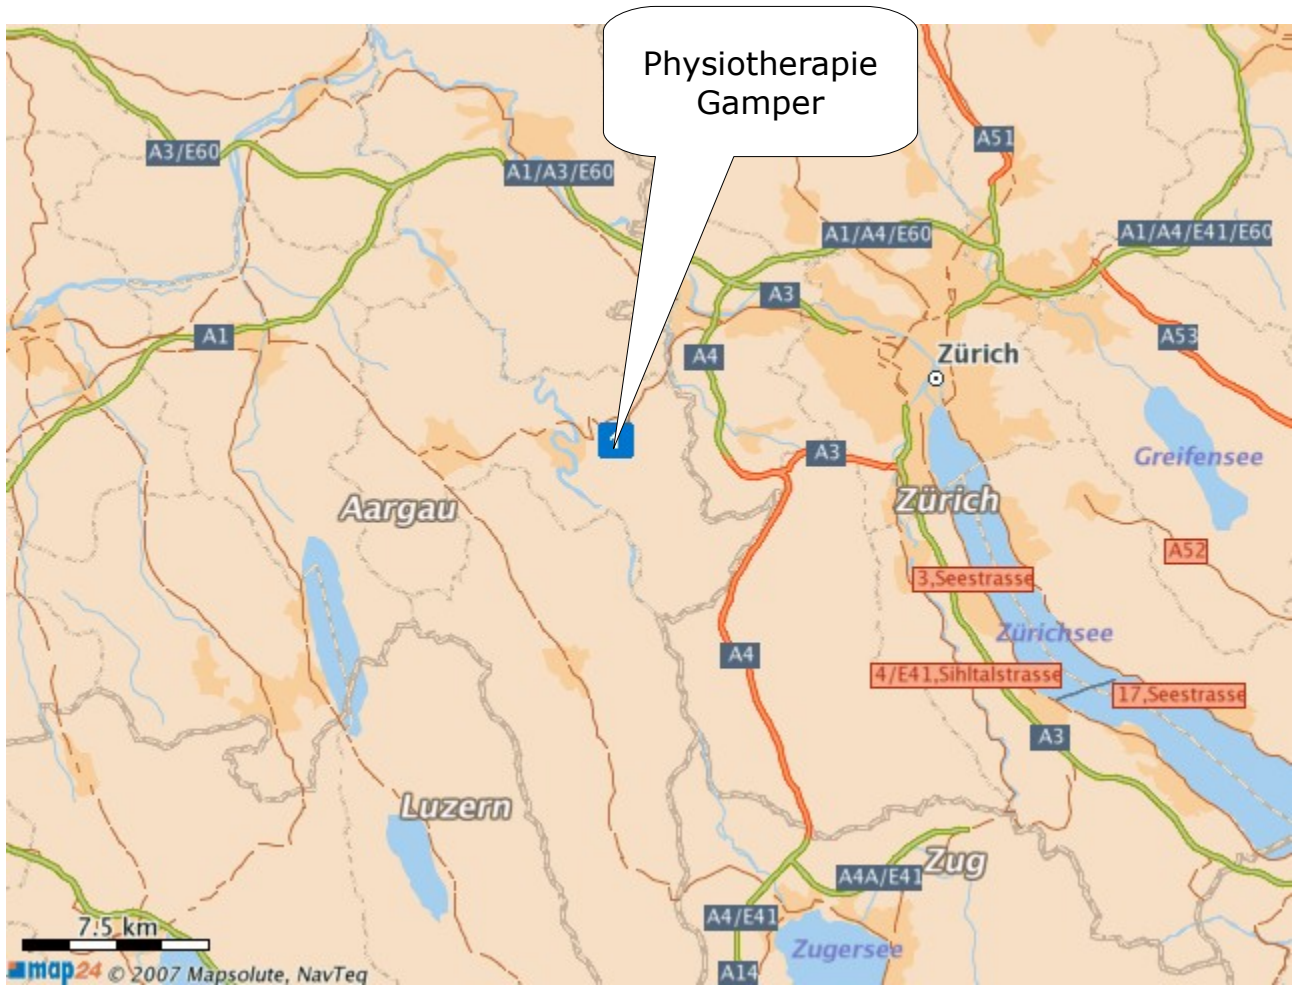 Physiotherapie
Gamper
A3/E60
A1/A3/E60
A51
A1/A4/E60
A1/A4/E41/E60
A3
A1
A4
A53
Zürich
1
A3
Greifensee
Aargau
Zürich
A52
3,Seestrasse
Zürichsee
A4
4/E41,Sihltalstrasse
17,Seestrasse
A3
Luzern
Zug
A4A/E41
7.5 km
A4/E41
Zugersee
map24 © 2007 Mapsolute, NavTeq
A14